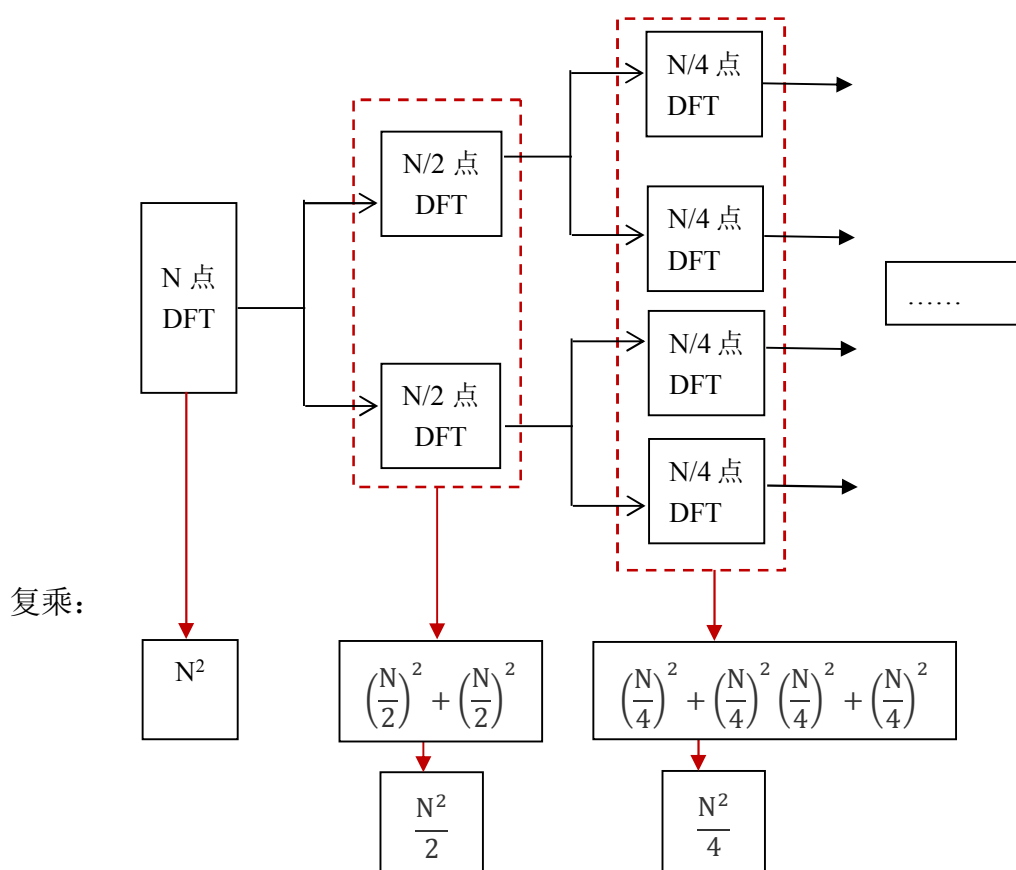 N 点
DFT
N/2 点
DFT
N/2 点
DFT
N/4 点
DFT
N/4 点
DFT
N/4 点
DFT
N/4 点
DFT
……
复乘：
N²
(N/2)² + (N/2)²
(N/4)² + (N/4)² (N/4)² + (N/4)²
N²/2
N²/4